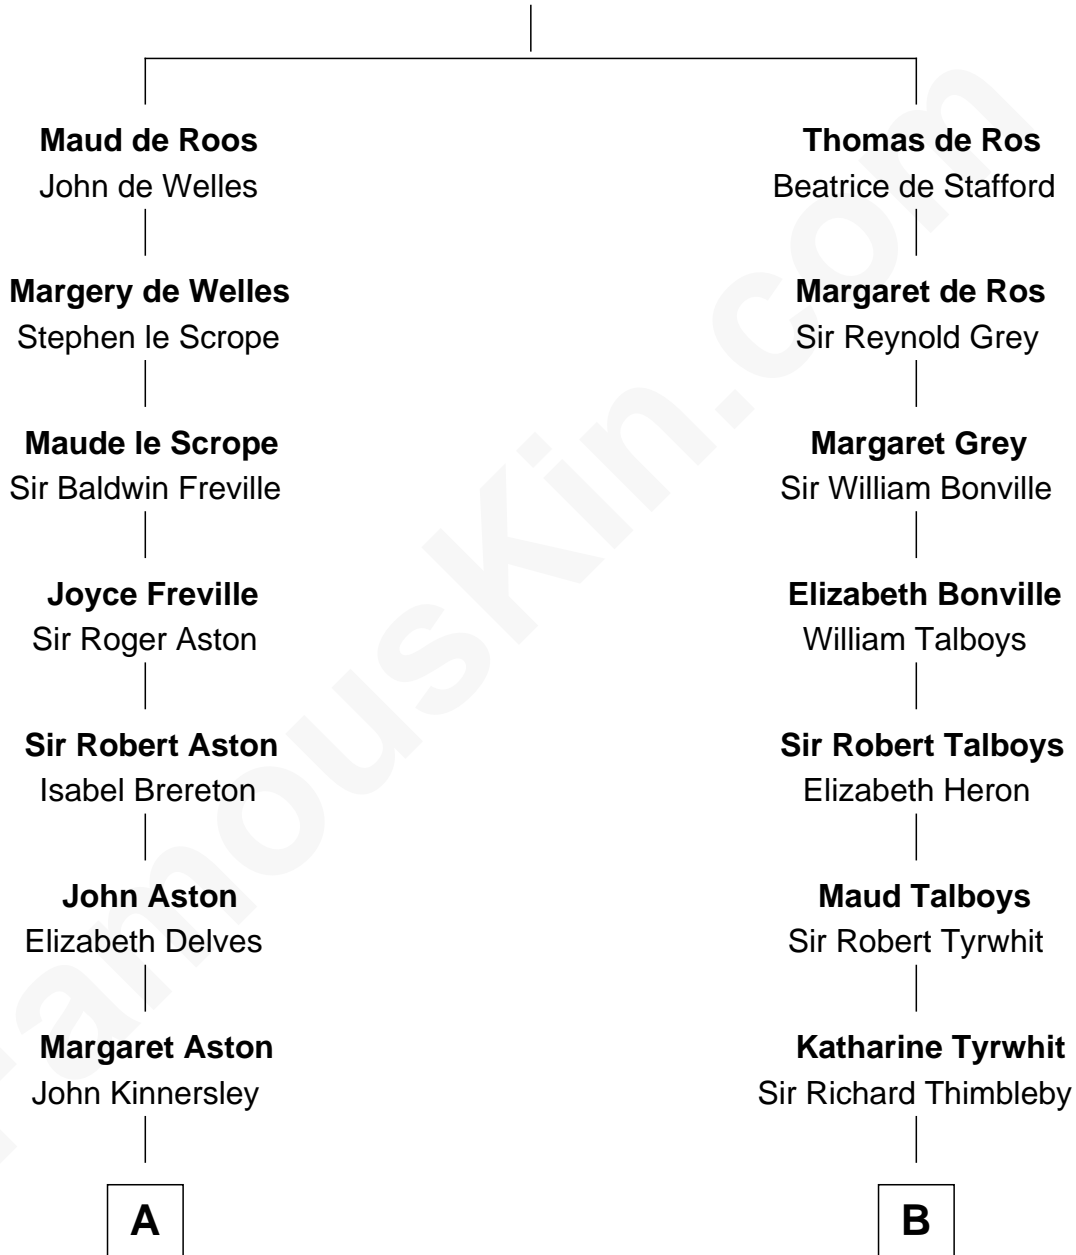 Maud de Roos
John de Welles
Margery de Welles
Stephen le Scrope
Maude le Scrope
Sir Baldwin Freville
Joyce Freville
Sir Roger Aston
Sir Robert Aston
Isabel Brereton
John Aston
Elizabeth Delves
Margaret Aston
John Kinnersley
A
Thomas de Ros
Beatrice de Stafford
Margaret de Ros
Sir Reynold Grey
Margaret Grey
Sir William Bonville
Elizabeth Bonville
William Talboys
Sir Robert Talboys
Elizabeth Heron
Maud Talboys
Sir Robert Tyrwhit
Katharine Tyrwhit
Sir Richard Thimbleby
B
FamousKin.com